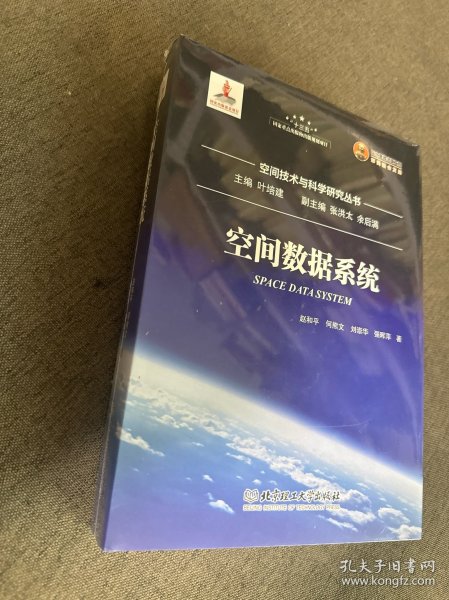 "十三五"
国家重点出版物出版规划项目
空间技术与科学研究丛书
主编 叶培建 副主编 张洪太 余后满
空间数据系统
SPACE DATA SYSTEM
赵和平 何熊文 刘崇华 强晖萍 著
北京理工大学出版社
BEIJING INSTITUTE OF TECHNOLOGY PRESS
孔夫子旧书网
www.kongfz.com